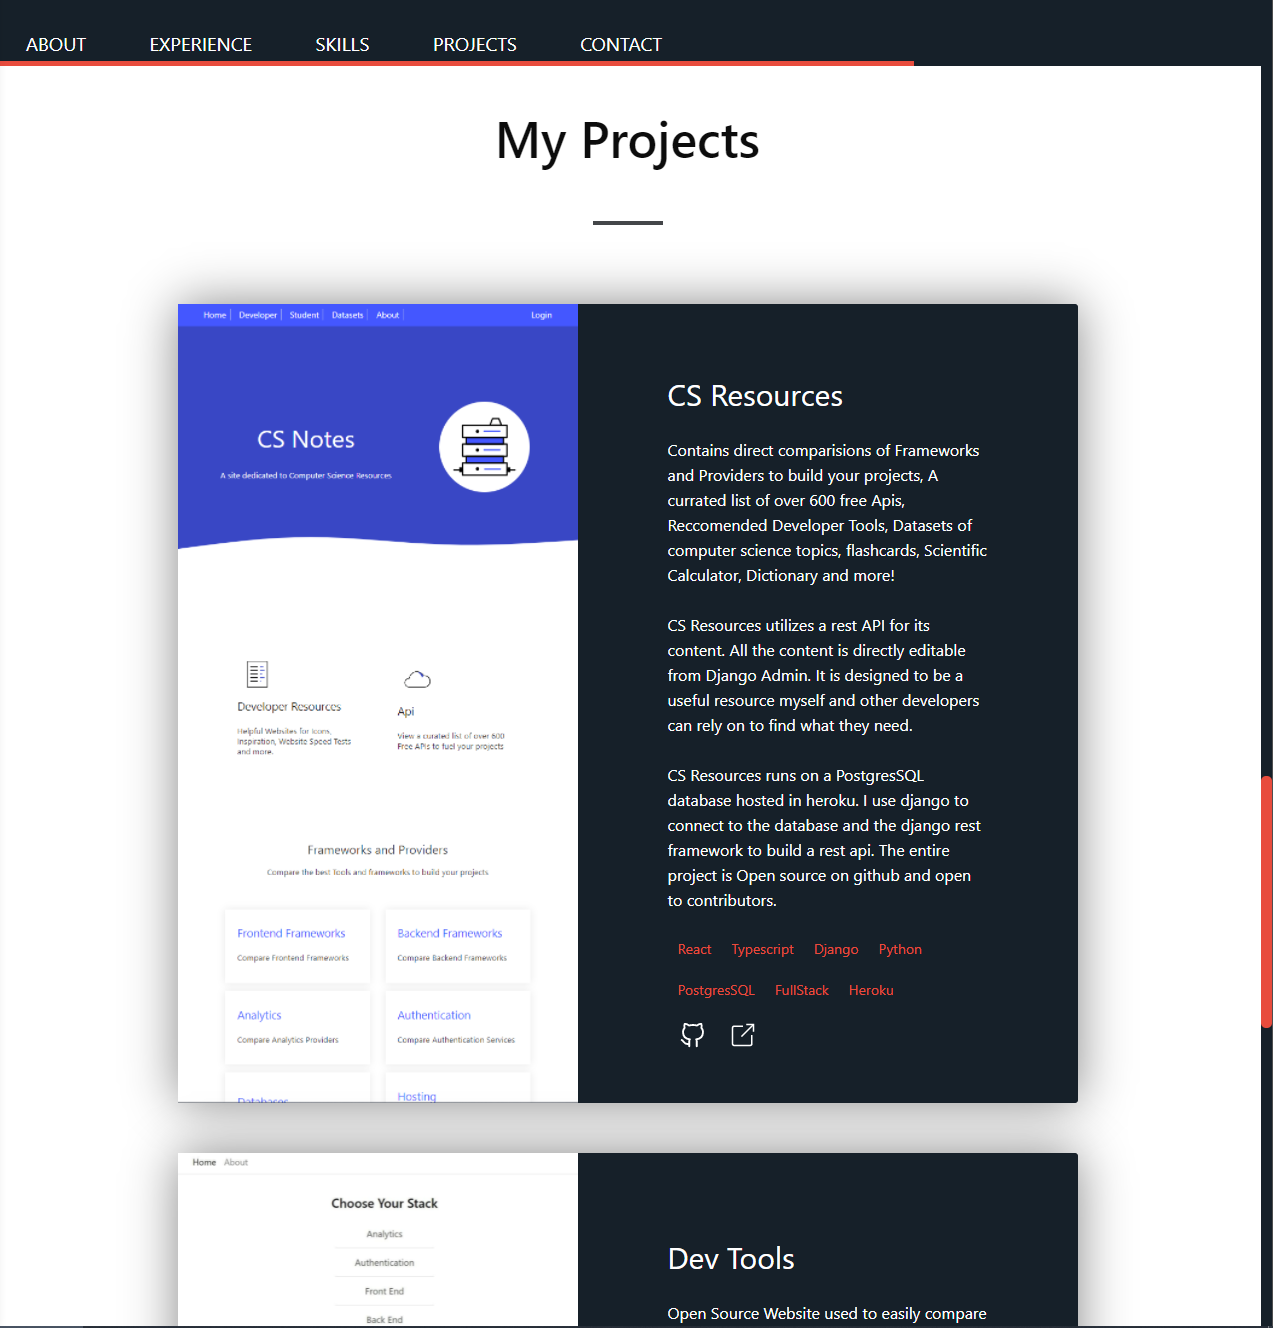 ABOUT EXPERIENCE SKILLS PROJECTS CONTACT
My Projects
Home Developer Student Datasets About Login
CS Notes
A site dedicated to Computer Science Resources
Developer Resources
Helpful Websites for Icons,
Inspiration, Website Speed Tests
and more.
Api
View a curated list of over 600
Free APIs to fuel your projects
Frameworks and Providers
Compare the best Tools and frameworks to build your projects
Frontend Frameworks
Compare Frontend Frameworks
Backend Frameworks
Compare Backend Frameworks
Analytics
Compare Analytics Providers
Authentication
Compare Authentication Services
Databases
Hosting
CS Resources
Contains direct comparisions of Frameworks
and Providers to build your projects, A
currated list of over 600 free Apis,
Reccomended Developer Tools, Datasets of
computer science topics, flashcards, Scientific
Calculator, Dictionary and more!
CS Resources utilizes a rest API for its
content. All the content is directly editable
from Django Admin. It is designed to be a
useful resource myself and other developers
can rely on to find what they need.
CS Resources runs on a PostgresSQL
database hosted in heroku. I use django to
connect to the database and the django rest
framework to build a rest api. The entire
project is Open source on github and open
to contributors.
React Typescript Django Python
PostgresSQL FullStack Heroku
Home About
Choose Your Stack
Analytics
Authentication
Front End
Back End
Dev Tools
Open Source Website used to easily compare